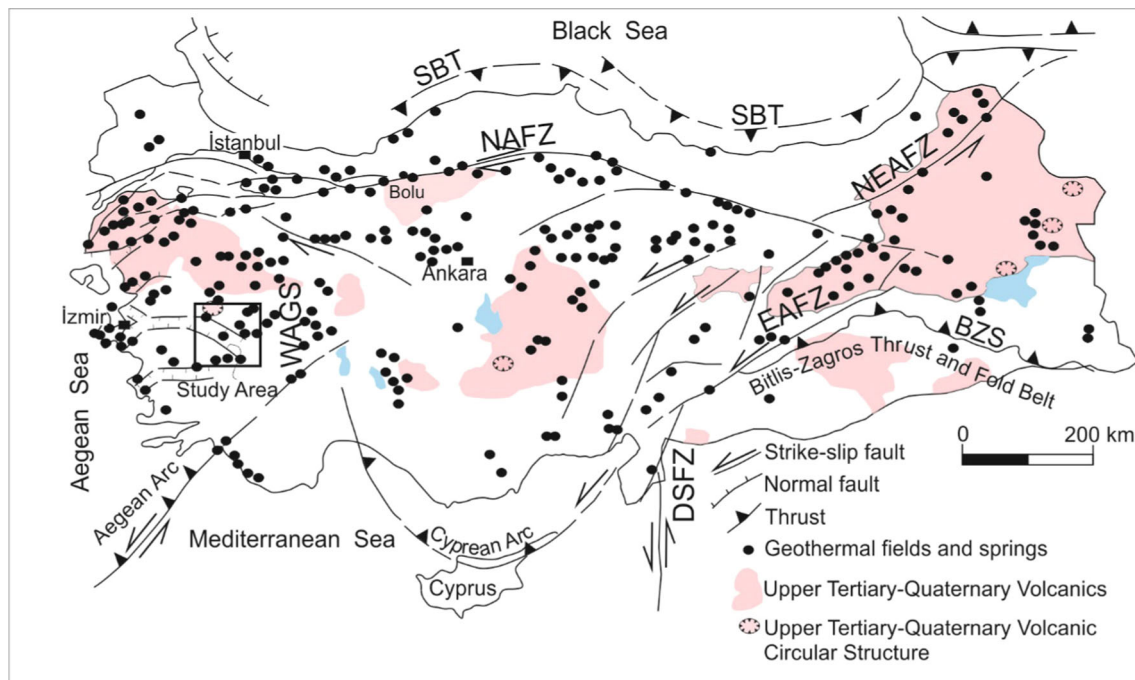 Black Sea
SBT
SBT
İstanbul
NAFZ
NEAFZ
Bolu
Ankara
İzmin
WAGS
EAFZ
BZS
Bitlis-Zagros Thrust and Fold Belt
Study Area
Aegean Sea
0 200 km
DSFZ
Aegean Arc
Mediterranean Sea
Cyprean Arc
Cyprus
Strike-slip fault
Normal fault
Thrust
Geothermal fields and springs
Upper Tertiary-Quaternary Volcanics
Upper Tertiary-Quaternary Volcanic
Circular Structure